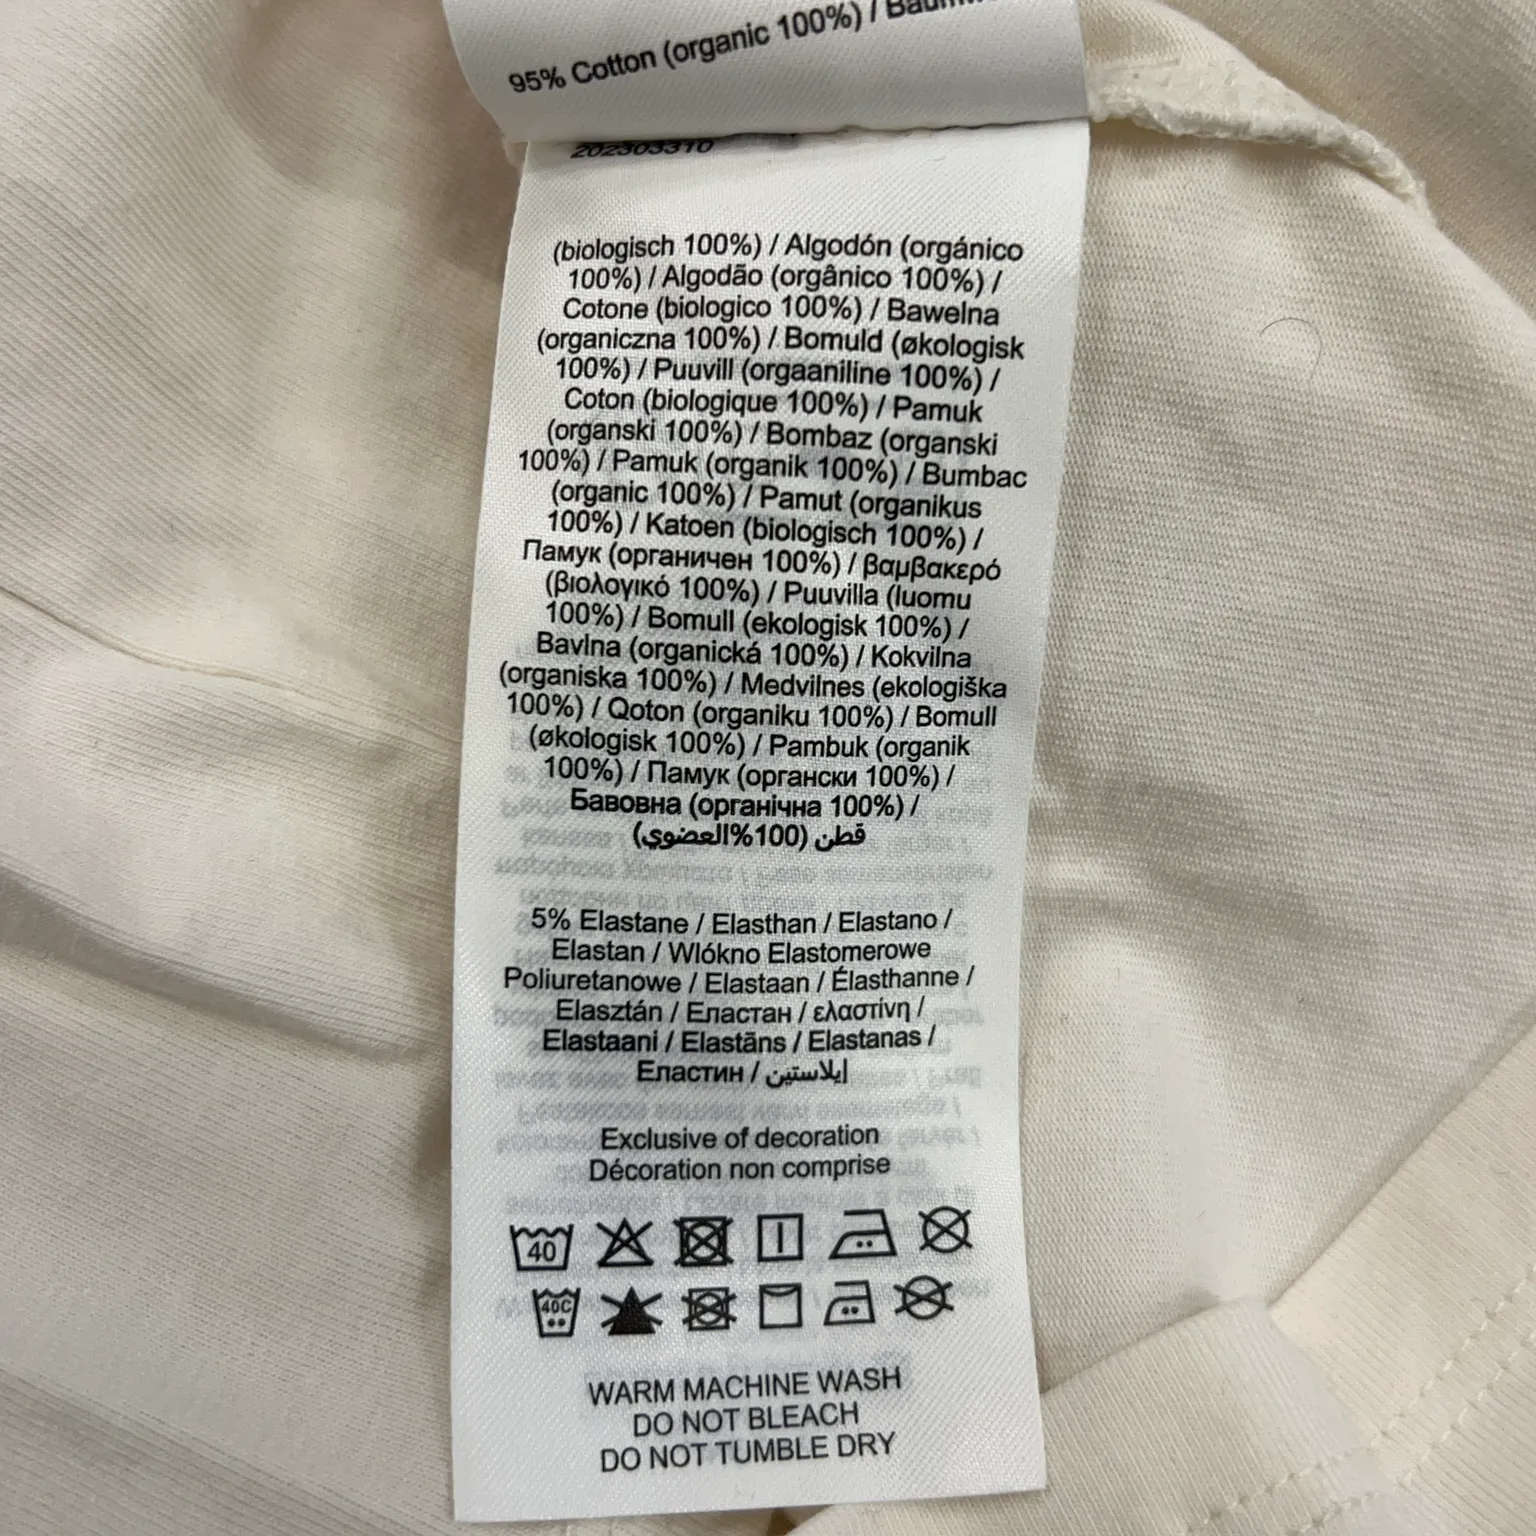 95% Cotton (organic 100%) /
202303310
(biologisch 100%) / Algodón (orgánico
100%) / Algodão (orgânico 100%) /
Cotone (biologico 100%) / Bawelna
(organiczna 100%) / Bomuld (økologisk
100%) / Puuvill (orgaaniline 100%) /
Coton (biologique 100%) / Pamuk
(organski 100%) / Bombaz (organski
100%) / Pamuk (organik 100%) / Bumbac
(organic 100%) / Pamut (organikus
100%) / Katoen (biologisch 100%) /
Памук (органичен 100%) / βαμβακερό
(βιολογικό 100%) / Puuvilla (luomu
100%) / Bomull (ekologisk 100%) /
Bavlna (organická 100%) / Kokvilna
(organiska 100%) / Medvilnes (ekologiška
100%) / Qoton (organiku 100%) / Bomull
(økologisk 100%) / Pambuk (organik
100%) / Памук (органски 100%) /
Бавовна (органічна 100%) /
قطن (100%العضوي)
5% Elastane / Elasthan / Elastano /
Elastan / Wlókno Elastomerowe
Poliuretanowe / Elastaan / Élasthanne /
Elasztán / Еластан / ελαστίνη /
Elastaani / Elastāns / Elastanas /
Еластин / إيلاستين
Exclusive of decoration
Décoration non comprise
40
40C
WARM MACHINE WASH
DO NOT BLEACH
DO NOT TUMBLE DRY